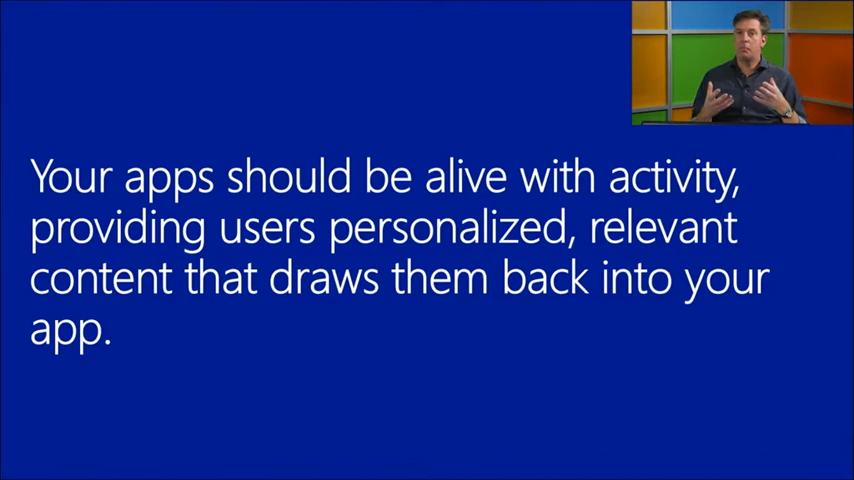 Your apps should be alive with activity,
providing users personalized, relevant
content that draws them back into your
app.